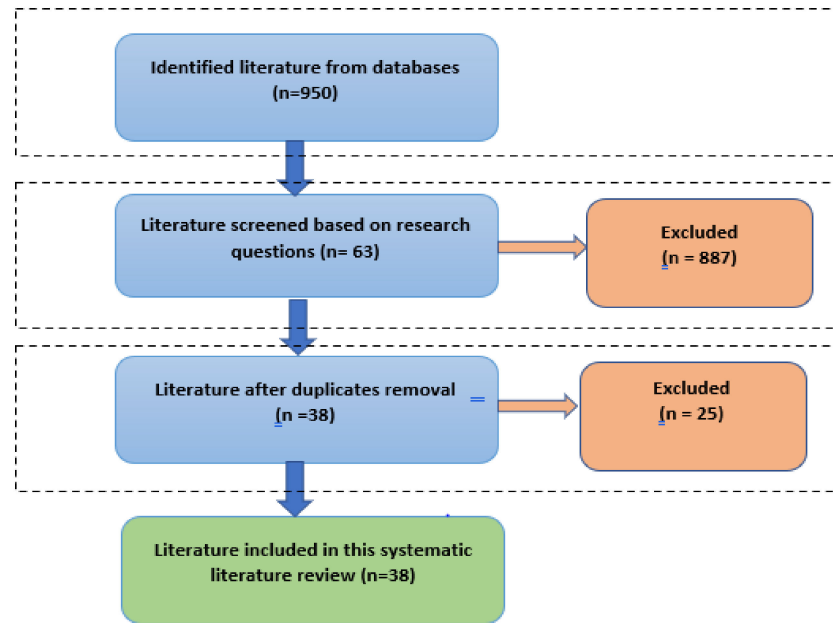 Identified literature from databases
(n=950)
Literature screened based on research
questions (n= 63)
Excluded
(n = 887)
Literature after duplicates removal
(n =38)
Excluded
(n = 25)
Literature included in this systematic
literature review (n=38)